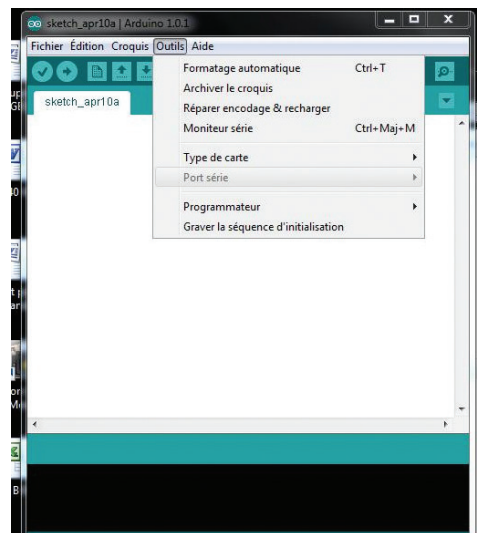 sketch_apr10a | Arduino 1.0.1
Fichier Édition Croquis Outils Aide
Formatage automatique Ctrl+T
Archiver le croquis
Réparer encodage & recharger
Moniteur série Ctrl+Maj+M
Type de carte
Port série
Programmateur
Graver la séquence d'initialisation
sketch_apr10a